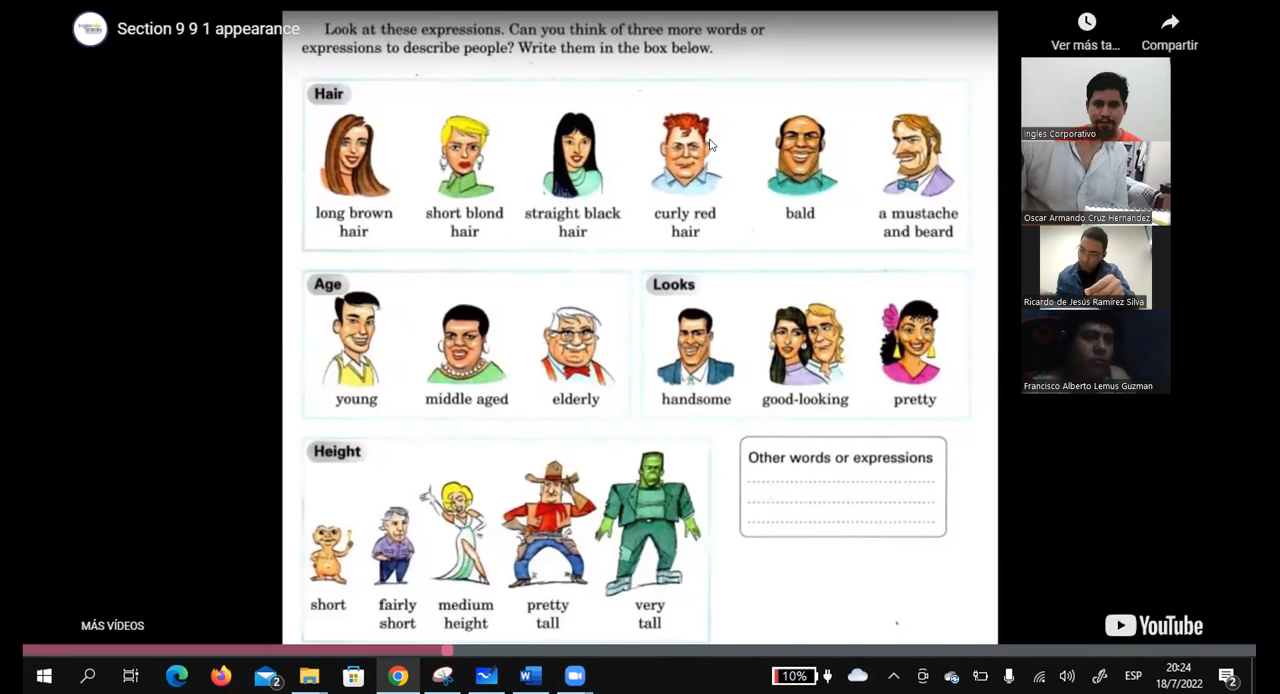 Section 9 9 1 appearance
Look at these expressions. Can you think of three more words or
expressions to describe people? Write them in the box below.
Ver más ta...
Compartir
Hair
long brown
hair
short blond
hair
straight black
hair
curly red
hair
bald
a mustache
and beard
Ingles Corporativo
Oscar Armando Cruz Hernández
Ricardo de Jesús Ramírez Silva
Francisco Alberto Lemus Guzman
Age
young
middle aged
elderly
Looks
handsome
good-looking
pretty
Height
short
fairly
short
medium
height
pretty
tall
very
tall
Other words or expressions
MÁS VÍDEOS
YouTube
2
10%
ESP
20:24
18/7/2022
2